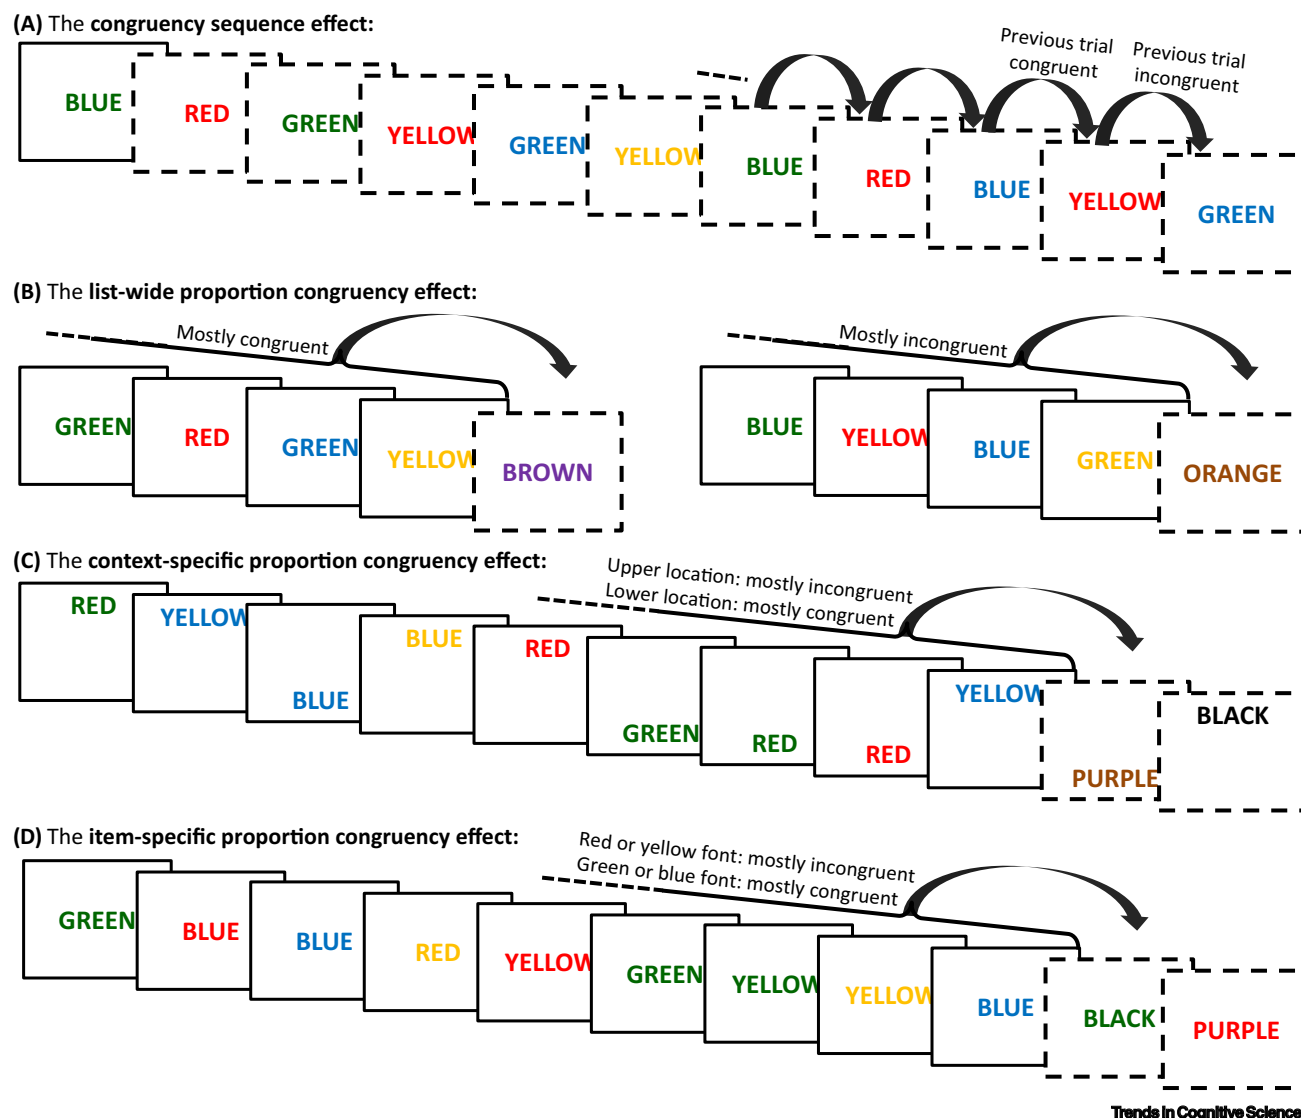 (A) The congruency sequence effect:
Previous trial
congruent
Previous trial
incongruent
BLUE
RED
GREEN
YELLOW
GREEN
YELLOW
BLUE
RED
BLUE
YELLOW
GREEN
(B) The list-wide proportion congruency effect:
Mostly congruent
GREEN
RED
GREEN
YELLOW
BROWN
Mostly incongruent
BLUE
YELLOW
BLUE
GREEN
ORANGE
(C) The context-specific proportion congruency effect:
Upper location: mostly incongruent
Lower location: mostly congruent
RED
YELLOW
BLUE
BLUE
RED
GREEN
RED
RED
YELLOW
PURPLE
BLACK
(D) The item-specific proportion congruency effect:
Red or yellow font: mostly incongruent
Green or blue font: mostly congruent
GREEN
BLUE
BLUE
RED
YELLOW
GREEN
YELLOW
YELLOW
BLUE
BLACK
PURPLE
Trends in Cognitive Science